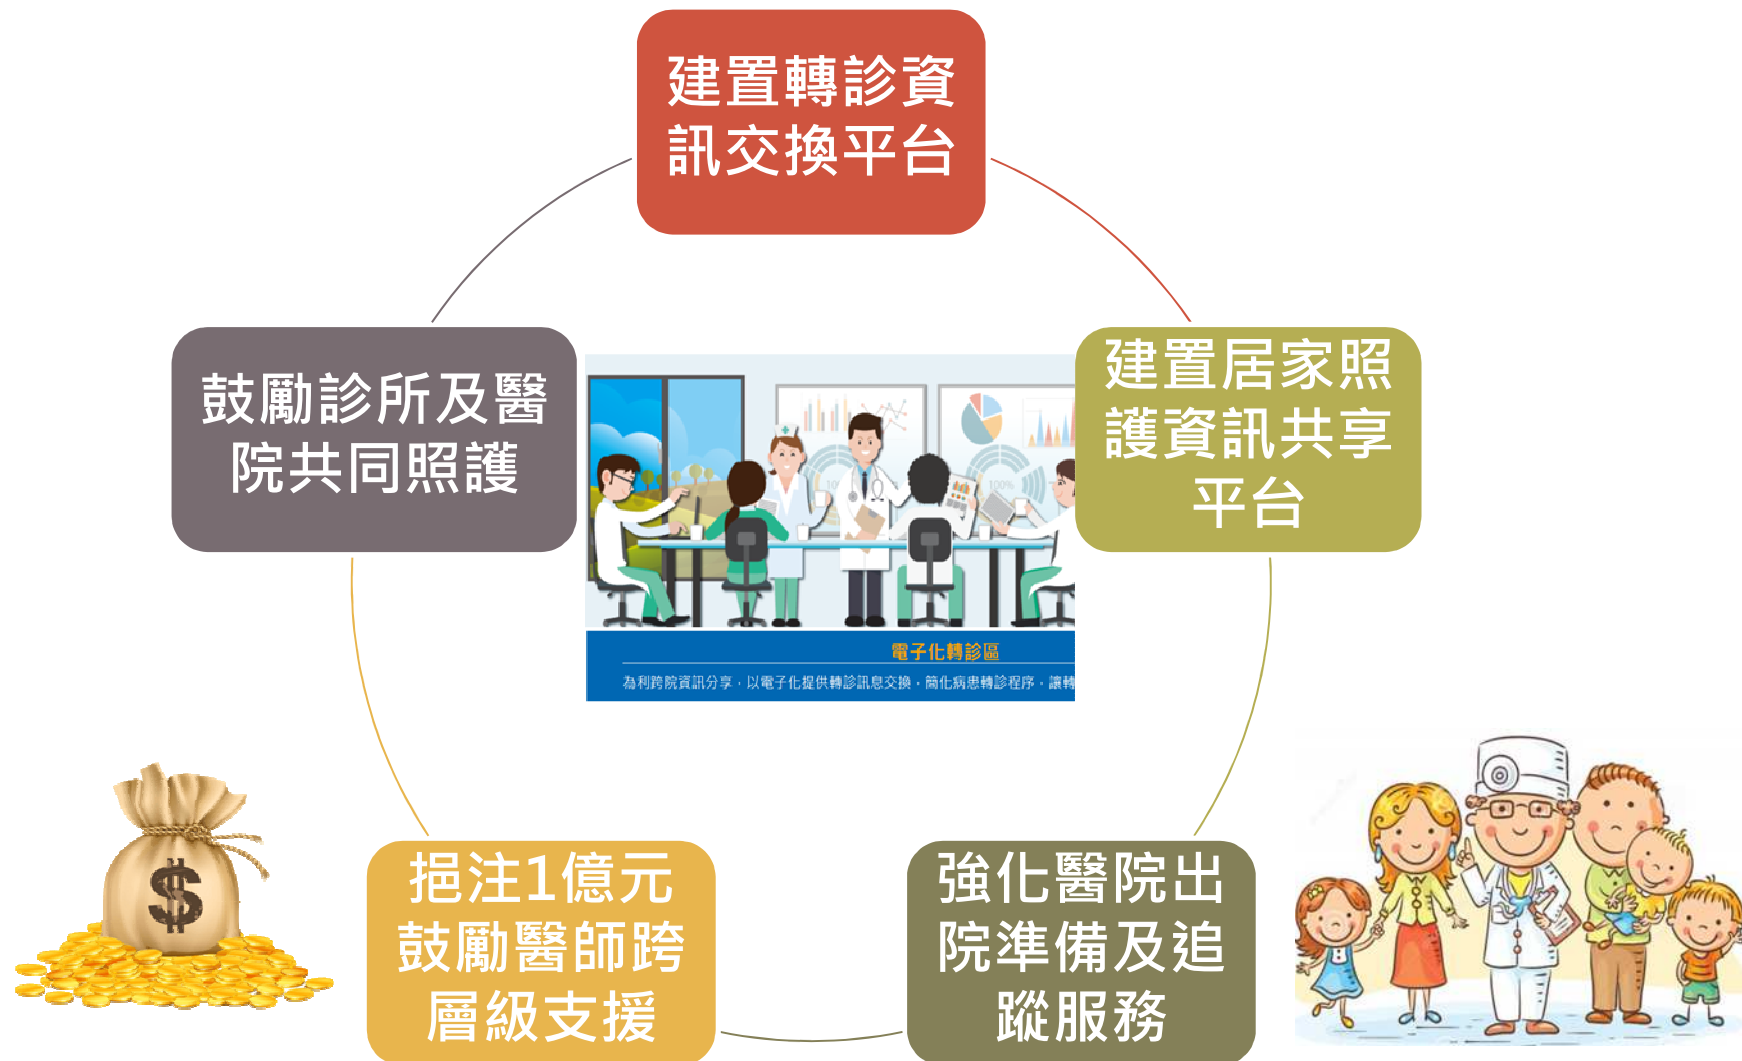 建置轉診資
訊交換平台
鼓勵診所及醫
院共同照護
建置居家照
護資訊共享
平台
100%
電子化轉診區
為利跨院資訊分享，以電子化提供轉診訊息交換，簡化病患轉診程序，讓轉
挹注1億元
鼓勵醫師跨
層級支援
強化醫院出
院準備及追
蹤服務
$